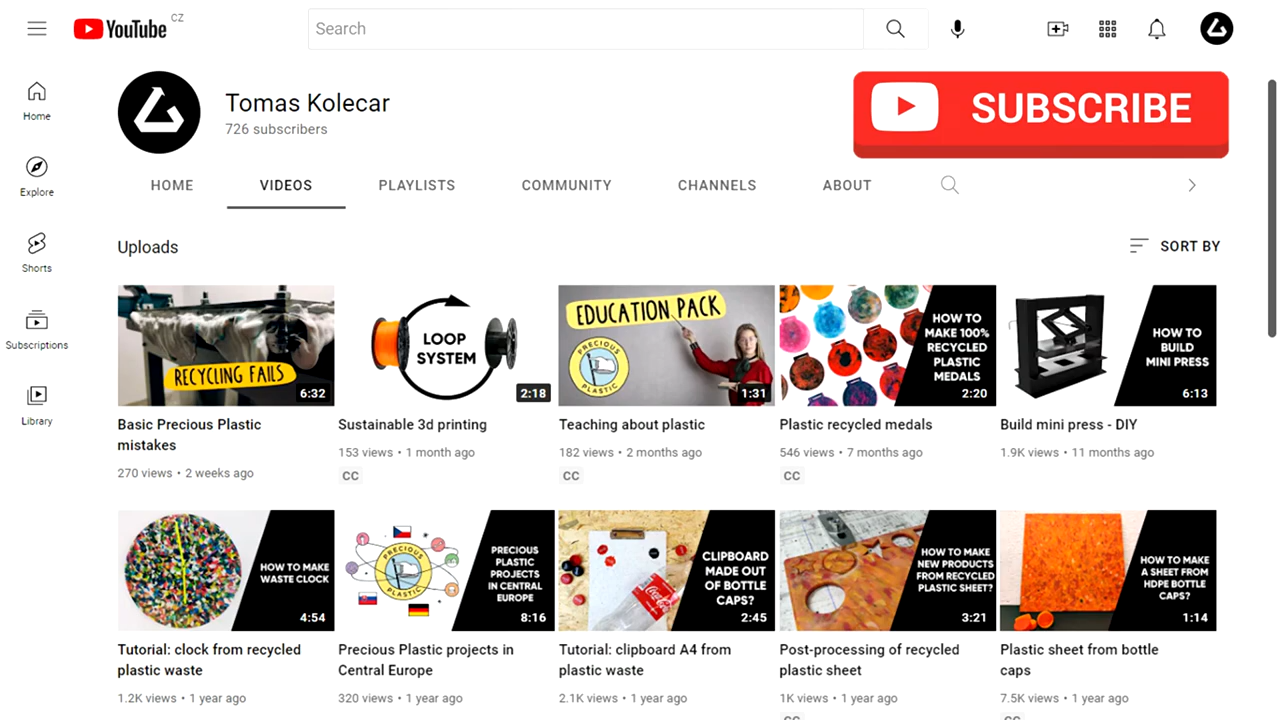 YouTube CZ
Search
Home
Explore
Shorts
Subscriptions
Library
Tomas Kolecar
726 subscribers
SUBSCRIBE
HOME VIDEOS PLAYLISTS COMMUNITY CHANNELS ABOUT
Uploads
SORT BY
RECYCLING FAILS
6:32
Basic Precious Plastic
mistakes
270 views • 2 weeks ago
LOOP
SYSTEM
2:18
Sustainable 3d printing
153 views • 1 month ago
CC
EDUCATION PACK
PRECIOUS
PLASTIC
1:31
Teaching about plastic
182 views • 2 months ago
CC
HOW TO
MAKE 100%
RECYCLED
PLASTIC
MEDALS
2:20
Plastic recycled medals
546 views • 7 months ago
CC
HOW TO
BUILD
MINI PRESS
6:13
Build mini press - DIY
1.9K views • 11 months ago
HOW TO MAKE
WASTE CLOCK
4:54
Tutorial: clock from recycled
plastic waste
1.2K views • 1 year ago
PRECIOUS
PLASTIC
PRECIOUS
PLASTIC
PROJECTS
IN CENTRAL
EUROPE
8:16
Precious Plastic projects in
Central Europe
320 views • 1 year ago
CLIPBOARD
MADE OUT
OF BOTTLE
CAPS?
2:45
Tutorial: clipboard A4 from
plastic waste
2.1K views • 1 year ago
HOW TO MAKE
NEW PRODUCTS
FROM RECYCLED
PLASTIC SHEET?
3:21
Post-processing of recycled
plastic sheet
1K views • 1 year ago
CC
HOW TO MAKE
A SHEET FROM
HDPE BOTTLE
CAPS?
1:14
Plastic sheet from bottle
caps
7.5K views • 1 year ago
CC